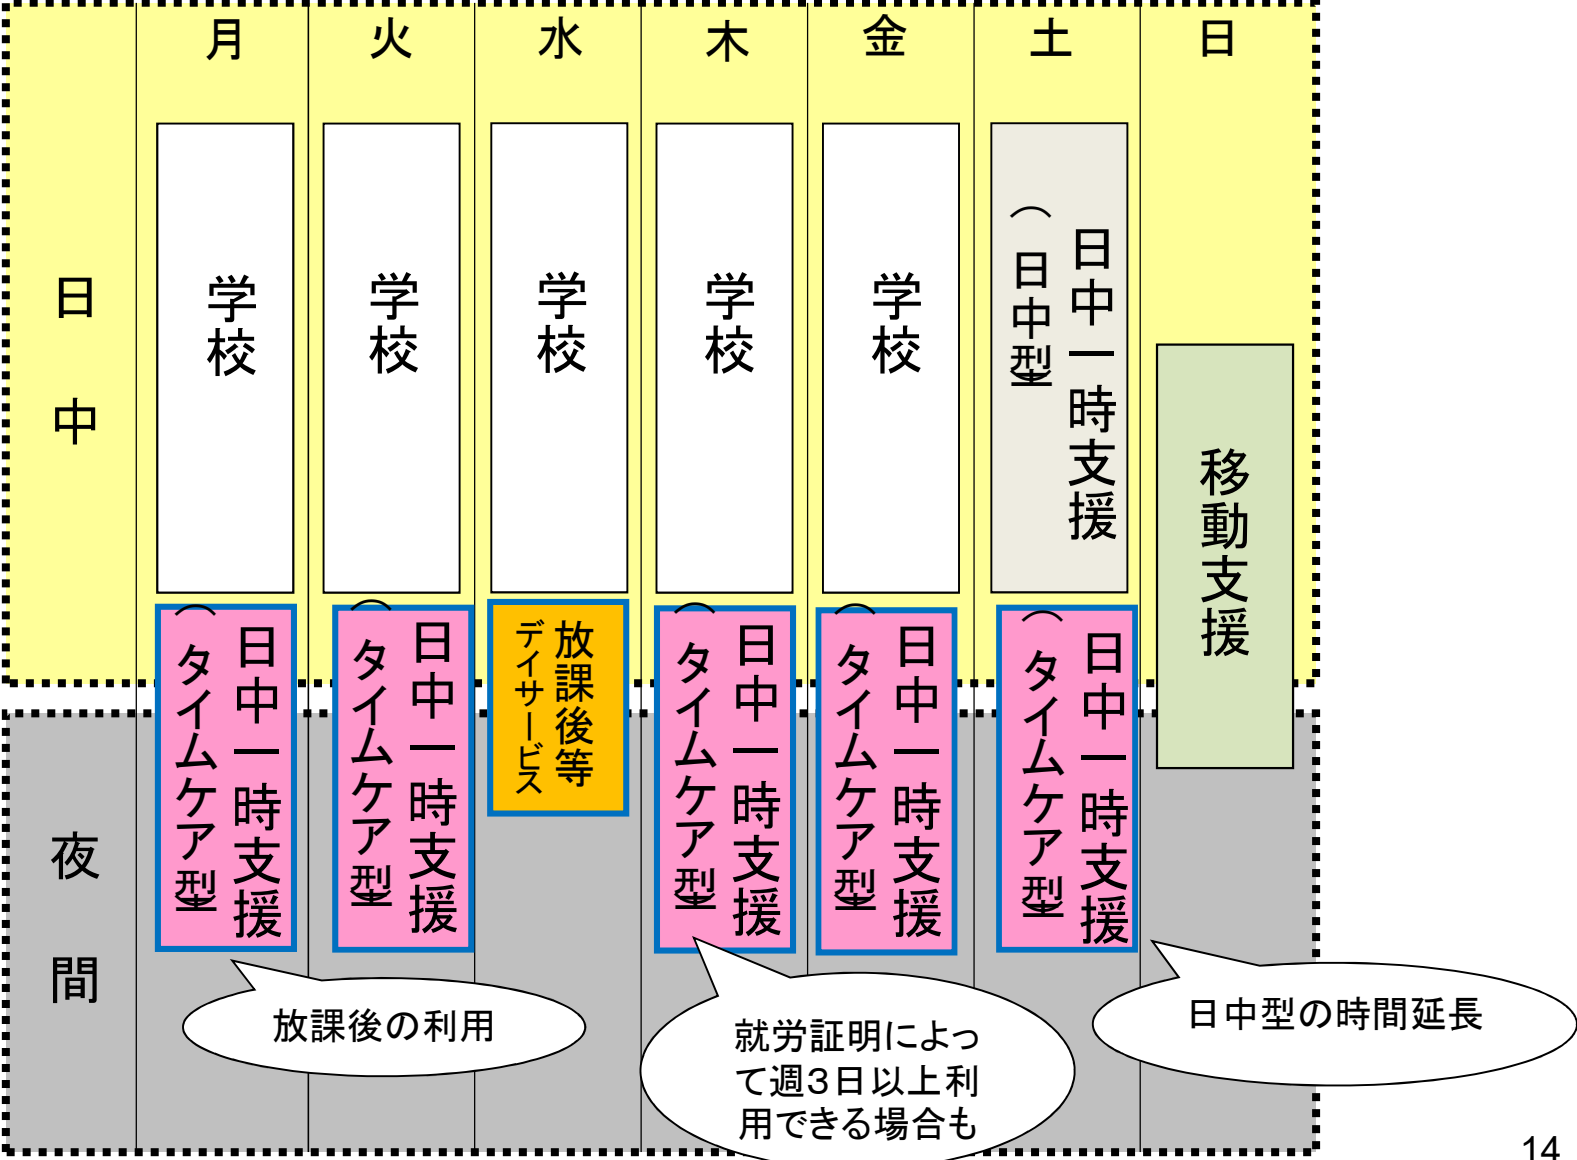 月
火
水
木
金
土
日
日中
学校
学校
学校
学校
学校
日中一時支援
（日中型）
移動支援
日中一時支援
（タイムケア型）
日中一時支援
（タイムケア型）
放課後等
デイサービス
日中一時支援
（タイムケア型）
日中一時支援
（タイムケア型）
日中一時支援
（タイムケア型）
夜間
放課後の利用
就労証明によっ
て週３日以上利
用できる場合も
日中型の時間延長
14